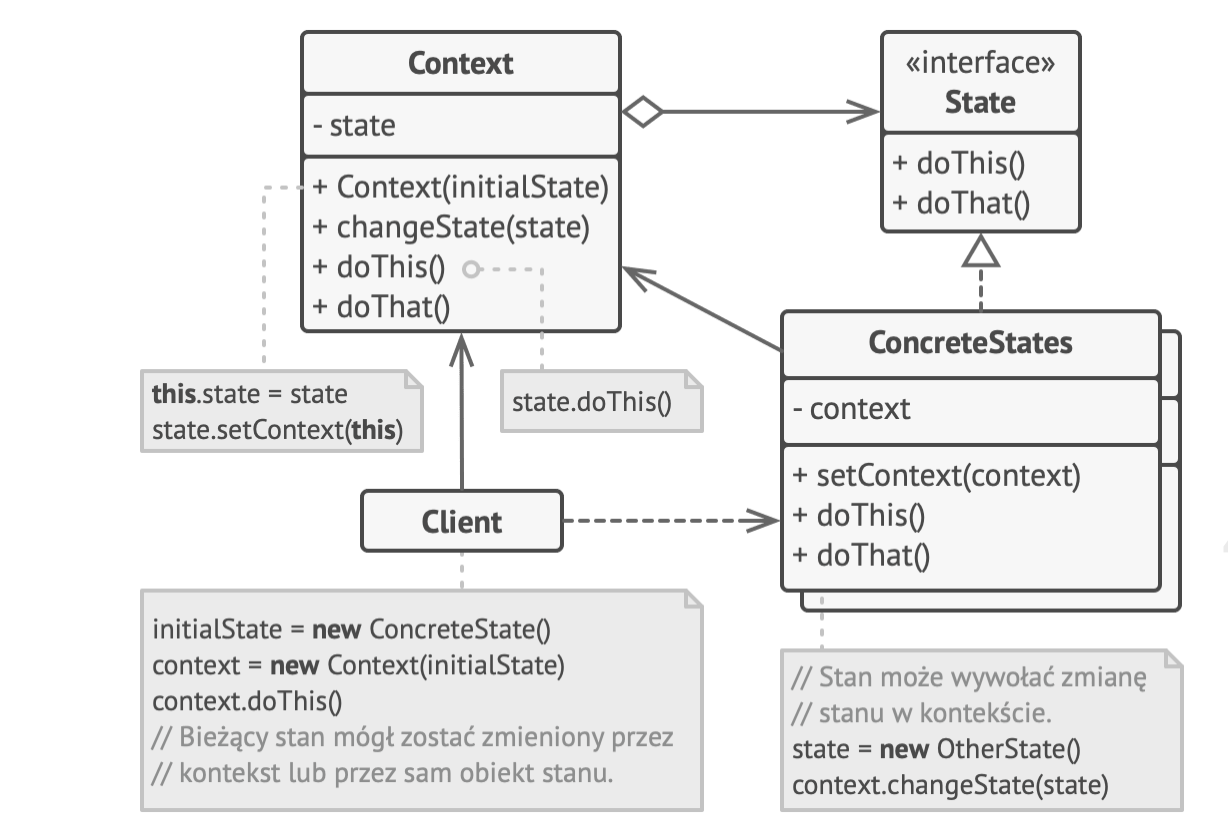 Context
- state
+ Context(initialState)
+ changeState(state)
+ doThis()
+ doThat()
«interface»
State
+ doThis()
+ doThat()
this.state = state
state.setContext(this)
state.doThis()
ConcreteStates
- context
+ setContext(context)
+ doThis()
+ doThat()
Client
initialState = new ConcreteState()
context = new Context(initialState)
context.doThis()
// Bieżący stan mógł zostać zmieniony przez
// kontekst lub przez sam obiekt stanu.
// Stan może wywołać zmianę
// stanu w kontekście.
state = new OtherState()
context.changeState(state)